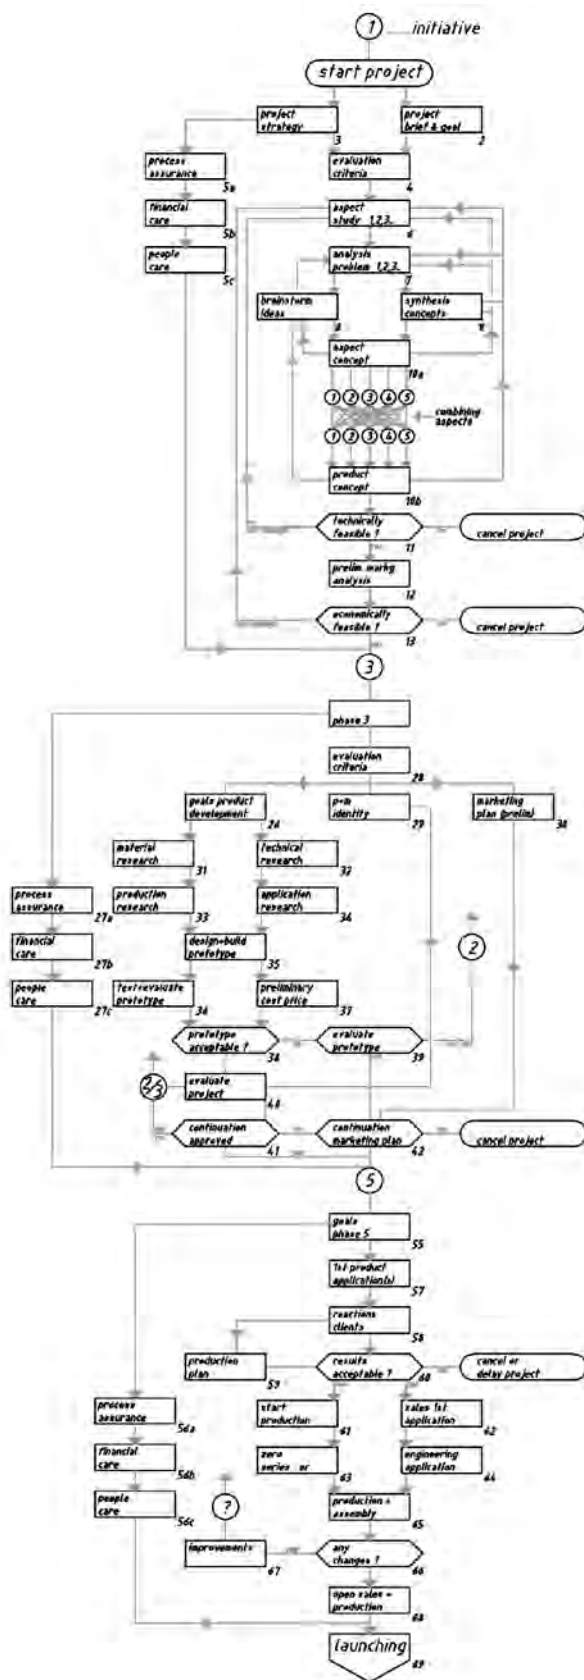 1
initiative
start project
project
strategy
3
project
brief & goal
2
process
assurance
5a
evaluation
criteria
4
financial
care
5b
aspect
study 1,2,3..
6
people
care
5c
analysis
problem 1,2,3..
7
brainstorm
ideas
8
synthesis
concepts
aspect
concept
10a
1 2 3 4 5
combining
aspects
1 2 3 4 5
product
concept
10b
technically
feasible ?
11
cancel project
analysis
12
economically
feasible ?
13
cancel project
3
phase 3
evaluation
criteria
28
goals product
development
p+m
identity
29
marketing
plan (prelim)
30
material
research
31
technical
research
32
process
assurance
27a
production
research
33
application
research
34
financial
care
27b
design+build
prototype
35
2
people
care
27c
test+evaluate
prototype
36
preliminary
cost price
37
prototype
acceptable ?
38
evaluate
prototype
39
2/3
evaluate
project
40
continuation
approved
41
continuation
marketing plan
42
cancel project
5
goals
phase 5
55
1st product
application(s)
57
reactions
clients
58
production
plan
59
results
acceptable ?
60
cancel or
delay project
process
assurance
56a
start
production
61
sales 1st
application
62
financial
care
56b
zero
series or
63
engineering
application
64
people
care
56c
?
production +
assembly
65
improvements
67
any
changes ?
66
open sales +
production
68
launching
69